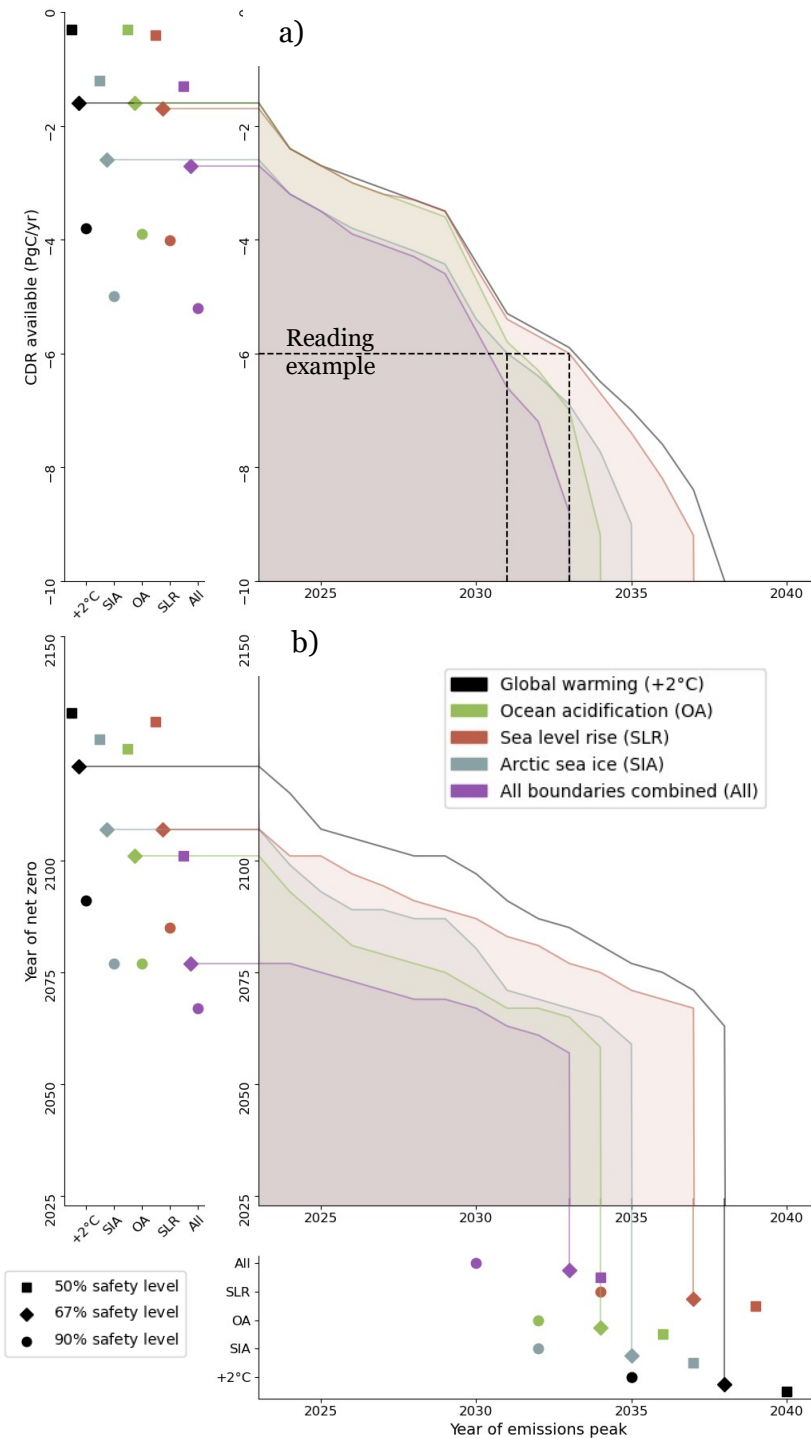 a)
0
−2
−4
−6
−8
−10
CDR available (PgC/yr)
+2°C
SIA
OA
SLR
All
−2
−4
−6
−8
−10
Reading
example
2025
2030
2035
2040
b)
2150
2100
2075
2050
2025
Year of net zero
+2°C
SIA
OA
SLR
All
2150
2100
2075
2050
2025
Global warming (+2°C)
Ocean acidification (OA)
Sea level rise (SLR)
Arctic sea ice (SIA)
All boundaries combined (All)
2025
2030
2035
2040
50% safety level
67% safety level
90% safety level
All
SLR
OA
SIA
+2°C
2025
2030
2035
2040
Year of emissions peak